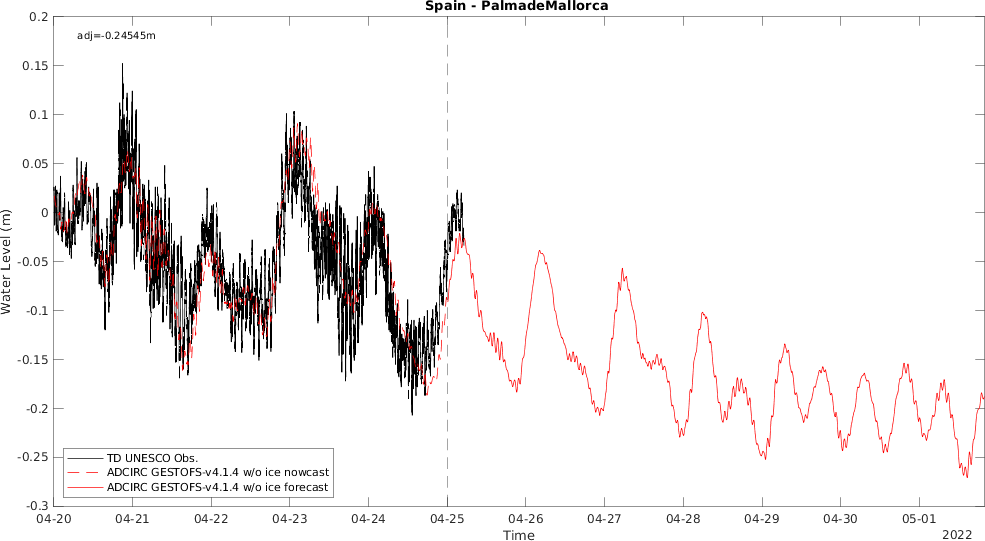 Spain - PalmadeMallorca
adj=-0.24545m
0.2
0.15
0.1
0.05
0
-0.05
-0.1
-0.15
-0.2
-0.25
-0.3
Water Level (m)
TD UNESCO Obs.
ADCIRC GESTOFS-v4.1.4 w/o ice nowcast
ADCIRC GESTOFS-v4.1.4 w/o ice forecast
04-20 04-21 04-22 04-23 04-24 04-25 04-26 04-27 04-28 04-29 04-30 05-01
Time
2022